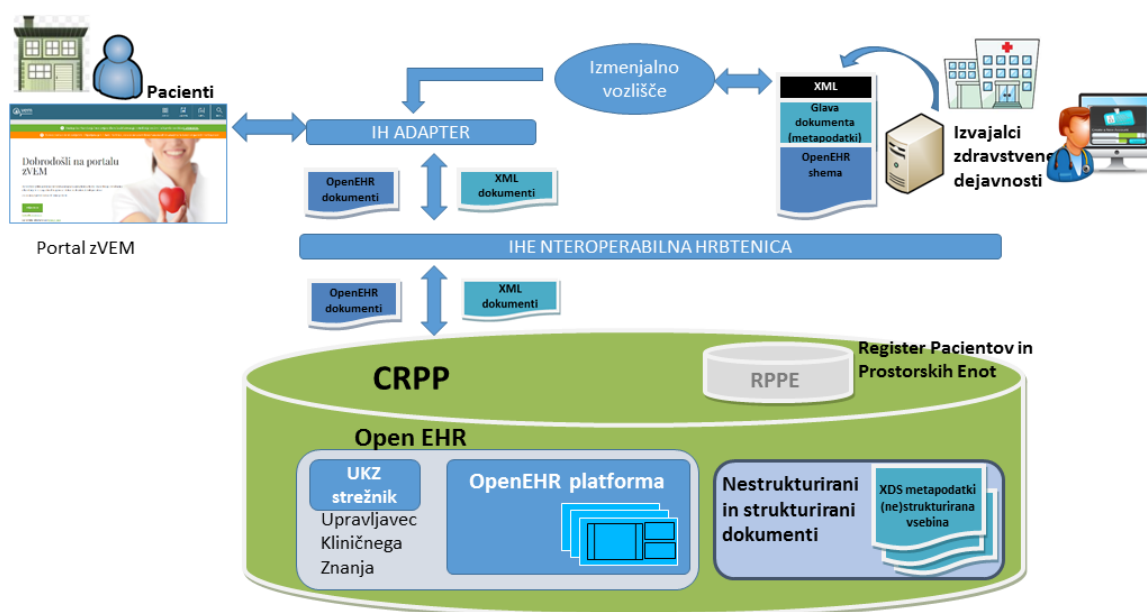 Pacienti
Dobrodošli na portalu
zVEM
Portal zVEM
Izmenjalno
vozlišče
IH ADAPTER
XML
Glava
dokumenta
(metapodatki)
OpenEHR
shema
Izvajalci
zdravstvene
dejavnosti
OpenEHR
dokumenti
XML
dokumenti
IHE NTEROPERABILNA HRBTENICA
OpenEHR
dokumenti
XML
dokumenti
CRPP
RPPE
Register Pacientov in
Prostorskih Enot
Open EHR
UKZ
strežnik
Upravljavec
Kliničnega
Znanja
OpenEHR platforma
Nestrukturirani
in strukturirani
dokumenti
XDS metapodatki
(ne)strukturirana
vsebina